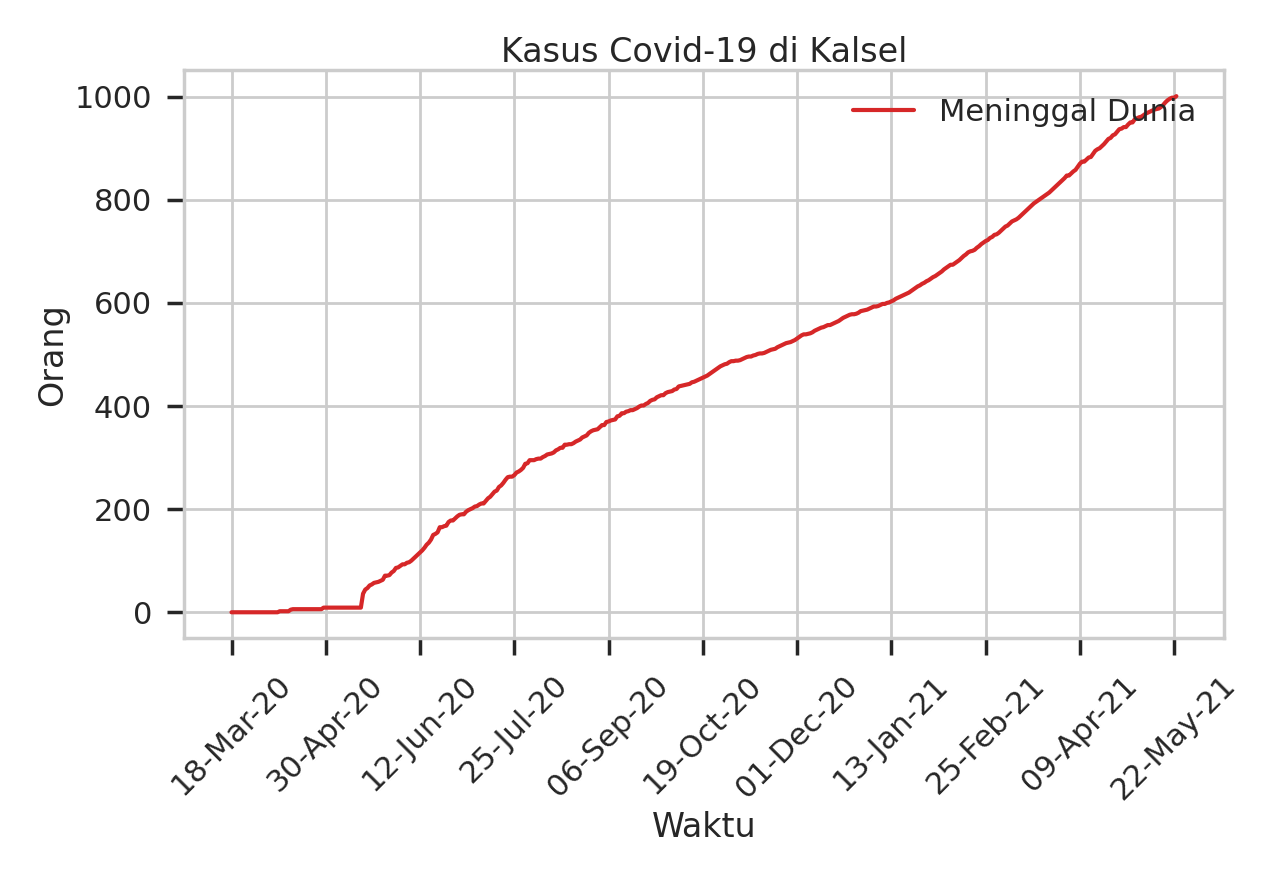 Kasus Covid-19 di Kalsel
Meninggal Dunia
Orang
1000
800
600
400
200
0
18-Mar-20
30-Apr-20
12-Jun-20
25-Jul-20
06-Sep-20
19-Oct-20
01-Dec-20
13-Jan-21
25-Feb-21
09-Apr-21
22-May-21
Waktu